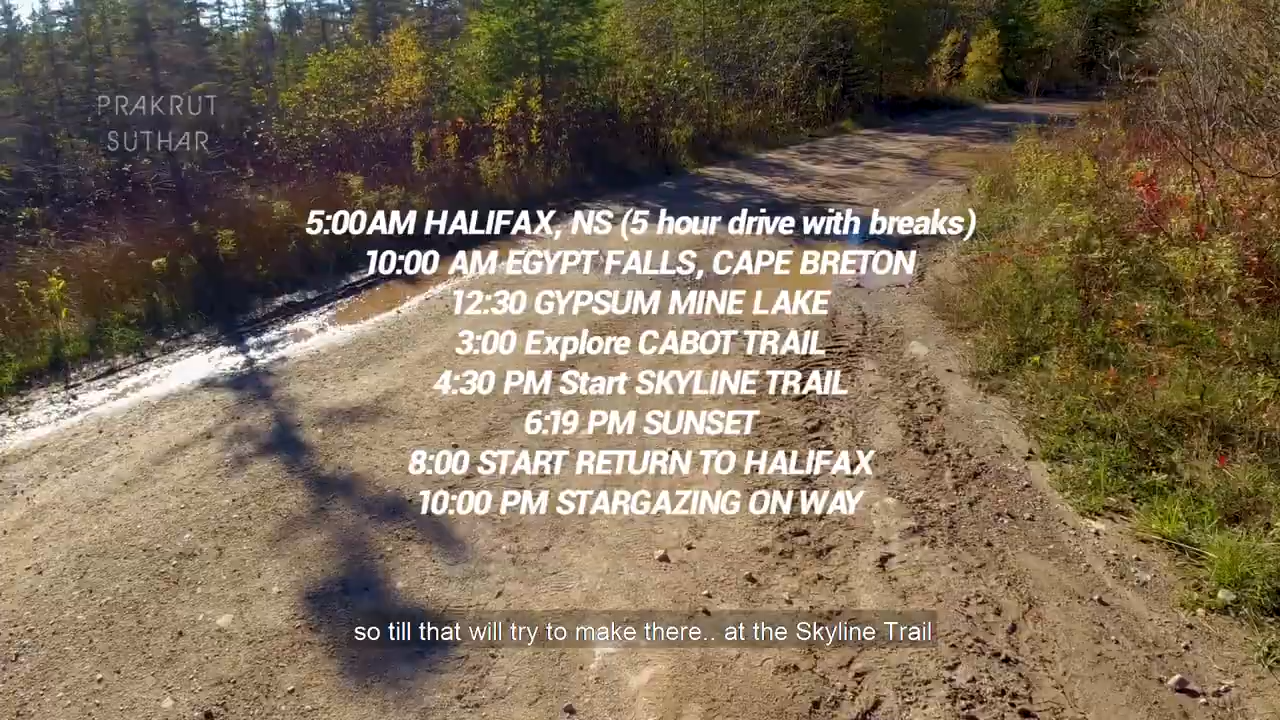 PRAKRUT
SUTHAR
5:00AM HALIFAX, NS (5 hour drive with breaks)
10:00 AM EGYPT FALLS, CAPE BRETON
12:30 GYPSUM MINE LAKE
3:00 Explore CABOT TRAIL
4:30 PM Start SKYLINE TRAIL
6:19 PM SUNSET
8:00 START RETURN TO HALIFAX
10:00 PM STARGAZING ON WAY
so till that will try to make there.. at the Skyline Trail